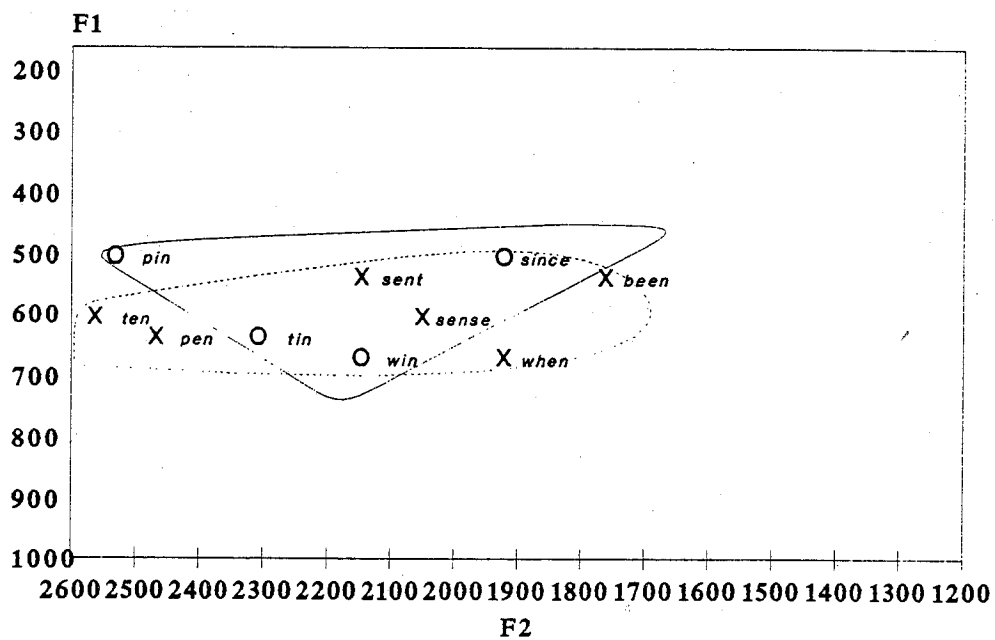 F1
200
300
400
500
O pin
O since
X sent
X been
600
X ten
X sense
X pen
O tin
O win
X when
700
800
900
1000
2600 2500 2400 2300 2200 2100 2000 1900 1800 1700 1600 1500 1400 1300 1200
F2